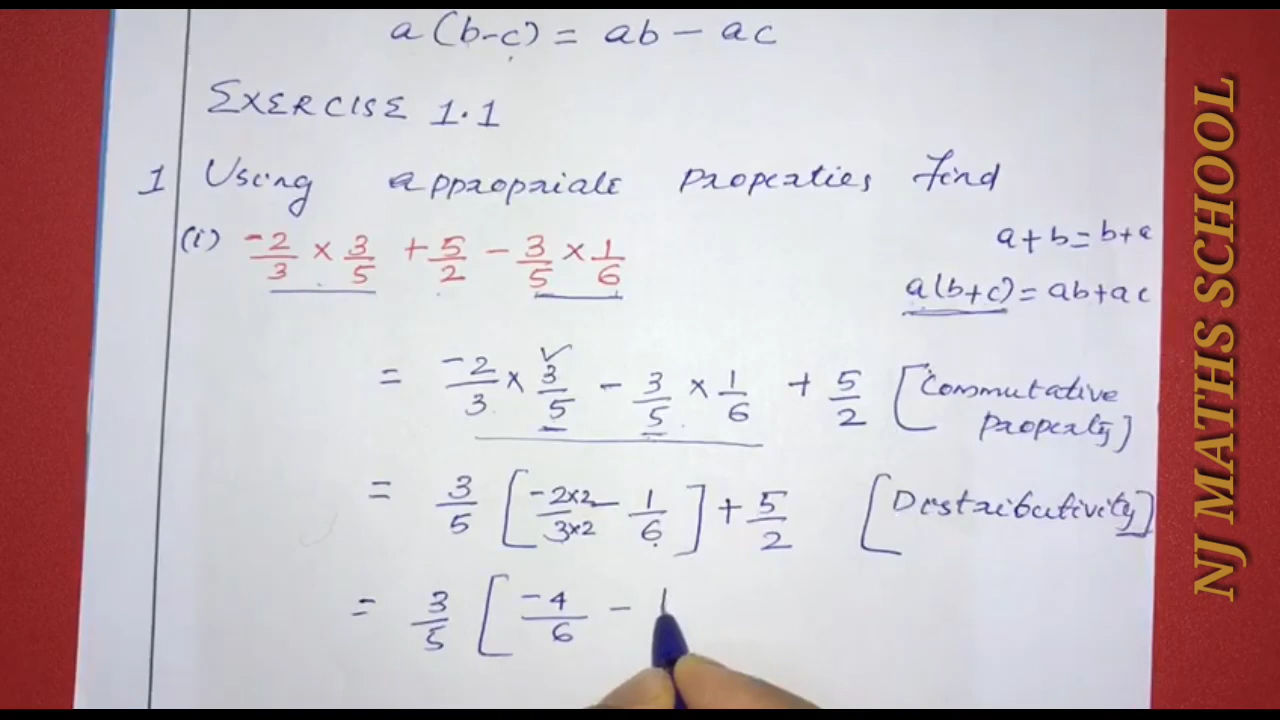 a(b-c) = ab - ac
EXERCISE 1.1
1 Using appropriate properties find
(i) -2/3 × 3/5 + 5/2 - 3/5 × 1/6
a+b=b+a
a(b+c)=ab+ac
= -2/3 × 3/5 - 3/5 × 1/6 + 5/2 [Commutative
property]
= 3/5 [-2×2/3×2 - 1/6] + 5/2 [Distributivity]
= 3/5 [-4/6 - 1
NJ MATHS SCHOOL